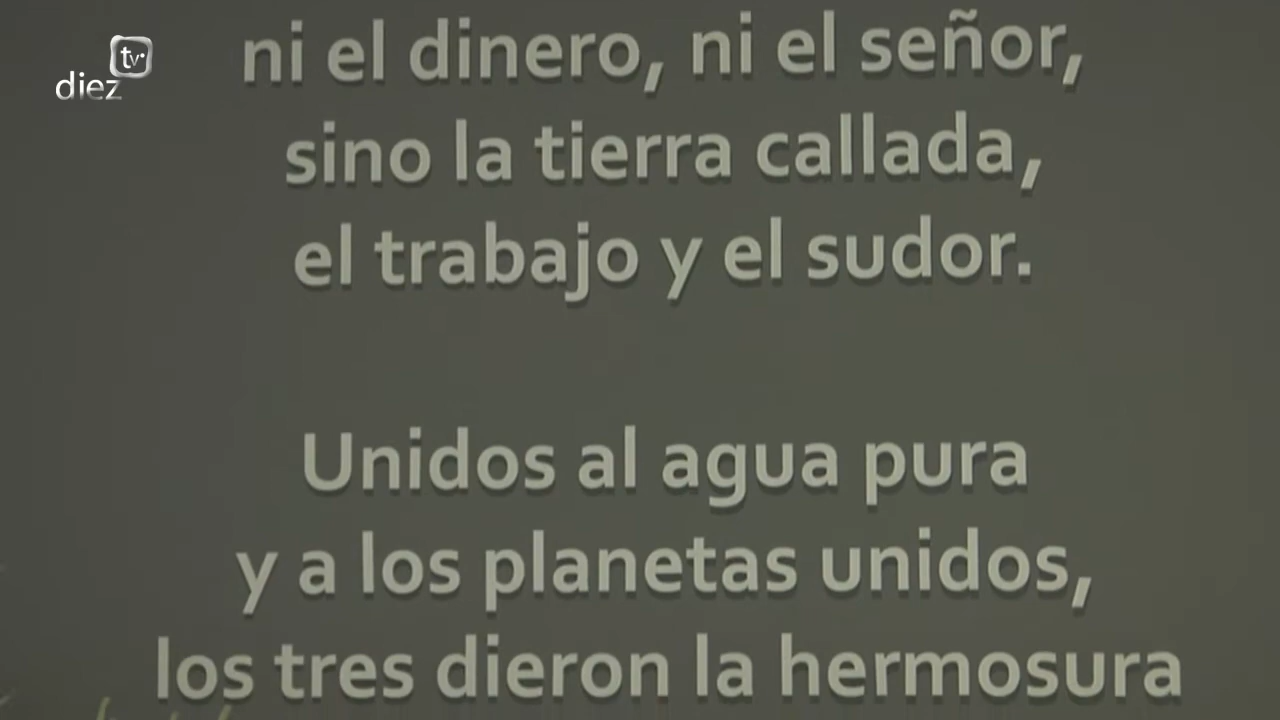 diez tv
ni el dinero, ni el señor,
sino la tierra callada,
el trabajo y el sudor.
Unidos al agua pura
y a los planetas unidos,
los tres dieron la hermosura